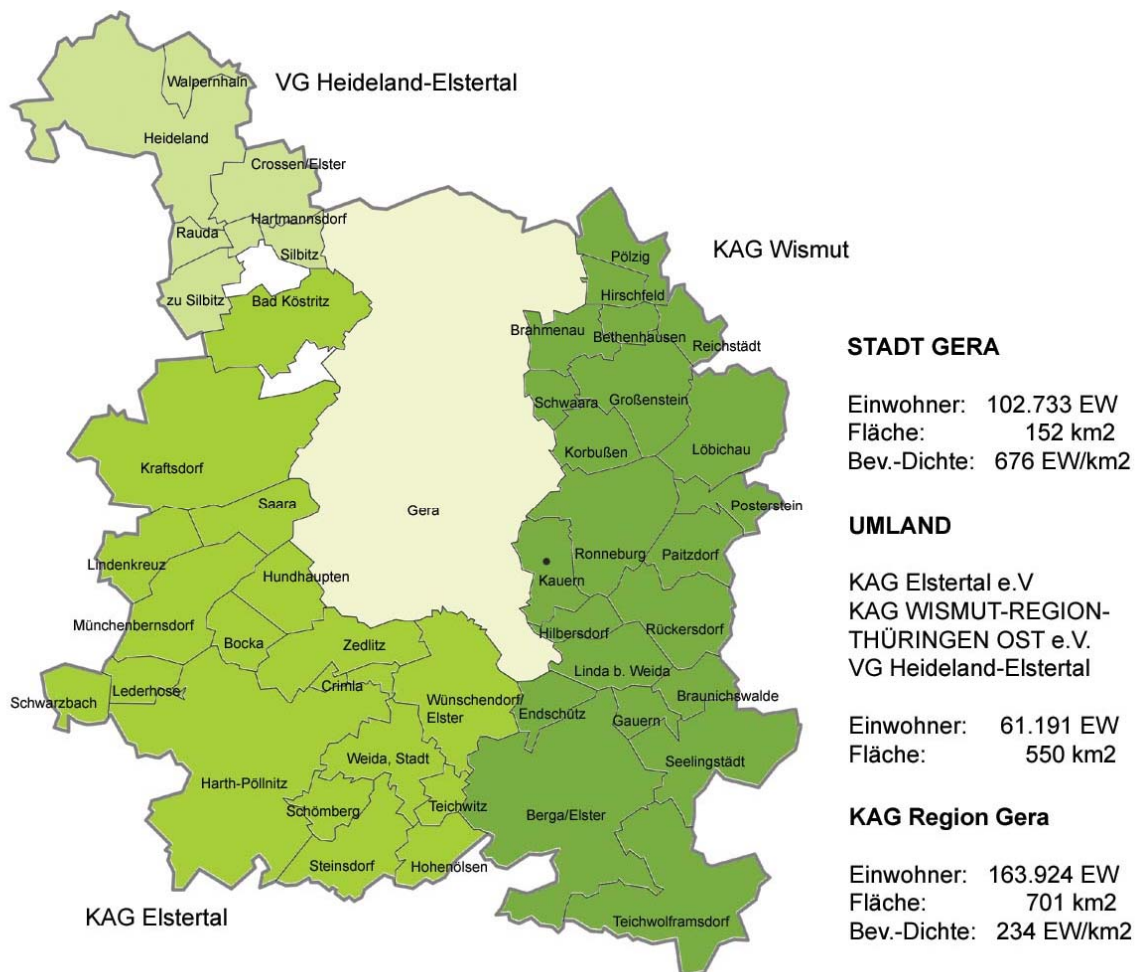 Walpernhain
VG Heideland-Elstertal
Heideland
Crossen/Elster
Hartmannsdorf
Rauda
Silbitz
zu Silbitz
Bad Köstritz
KAG Wismut
Pölzig
Hirschfeld
Brahmenau
Bethenhausen
Reichstädt
Schwaara
Großenstein
Korbußen
Löbichau
Kraftsdorf
Saara
Gera
Posterstein
Ronneburg
Paitzdorf
Lindenkreuz
Hundhaupten
Kauern
Münchenbernsdorf
Bocka
Zedlitz
Hilbersdorf
Rückersdorf
Linda b. Weida
Schwarzbach
Lederhose
Crimla
Wünschendorf/
Elster
Braunichswalde
Endschütz
Gauern
Seelingstädt
Weida, Stadt
Harth-Pöllnitz
Schömberg
Teichwitz
Berga/Elster
Steinsdorf
Hohenölsen
Teichwolframsdorf
KAG Elstertal
STADT GERA
Einwohner: 102.733 EW
Fläche: 152 km2
Bev.-Dichte: 676 EW/km2
UMLAND
KAG Elstertal e.V
KAG WISMUT-REGION-
THÜRINGEN OST e.V.
VG Heideland-Elstertal
Einwohner: 61.191 EW
Fläche: 550 km2
KAG Region Gera
Einwohner: 163.924 EW
Fläche: 701 km2
Bev.-Dichte: 234 EW/km2